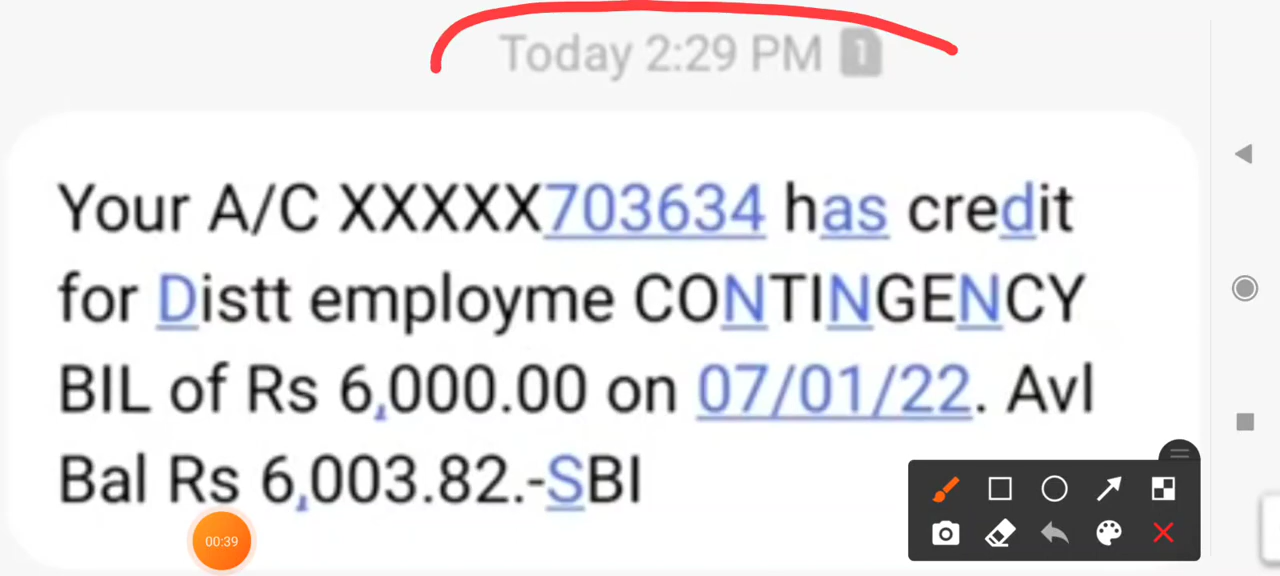 Today 2:29 PM 1
Your A/C XXXXX703634 has credit
for Distt employme CONTINGENCY
BIL of Rs 6,000.00 on 07/01/22. Avl
Bal Rs 6,003.82.-SBI
00:39